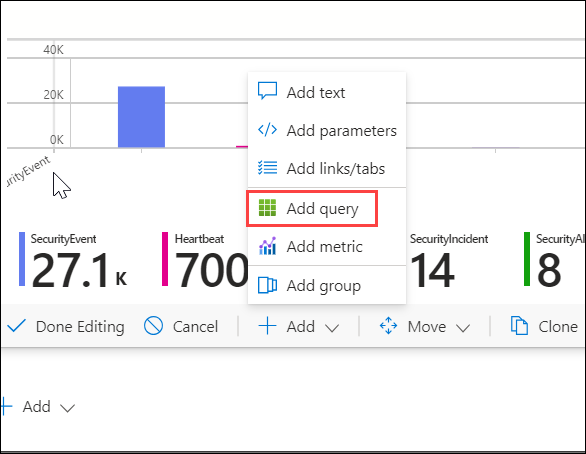 40K
20K
0K
curityEvent
Add text
Add parameters
Add links/tabs
Add query
Add metric
Add group
SecurityEvent
27.1 K
Heartbeat
700
SecurityIncident
14
SecurityAl
8
Done Editing
Cancel
Add
Move
Clone
Add